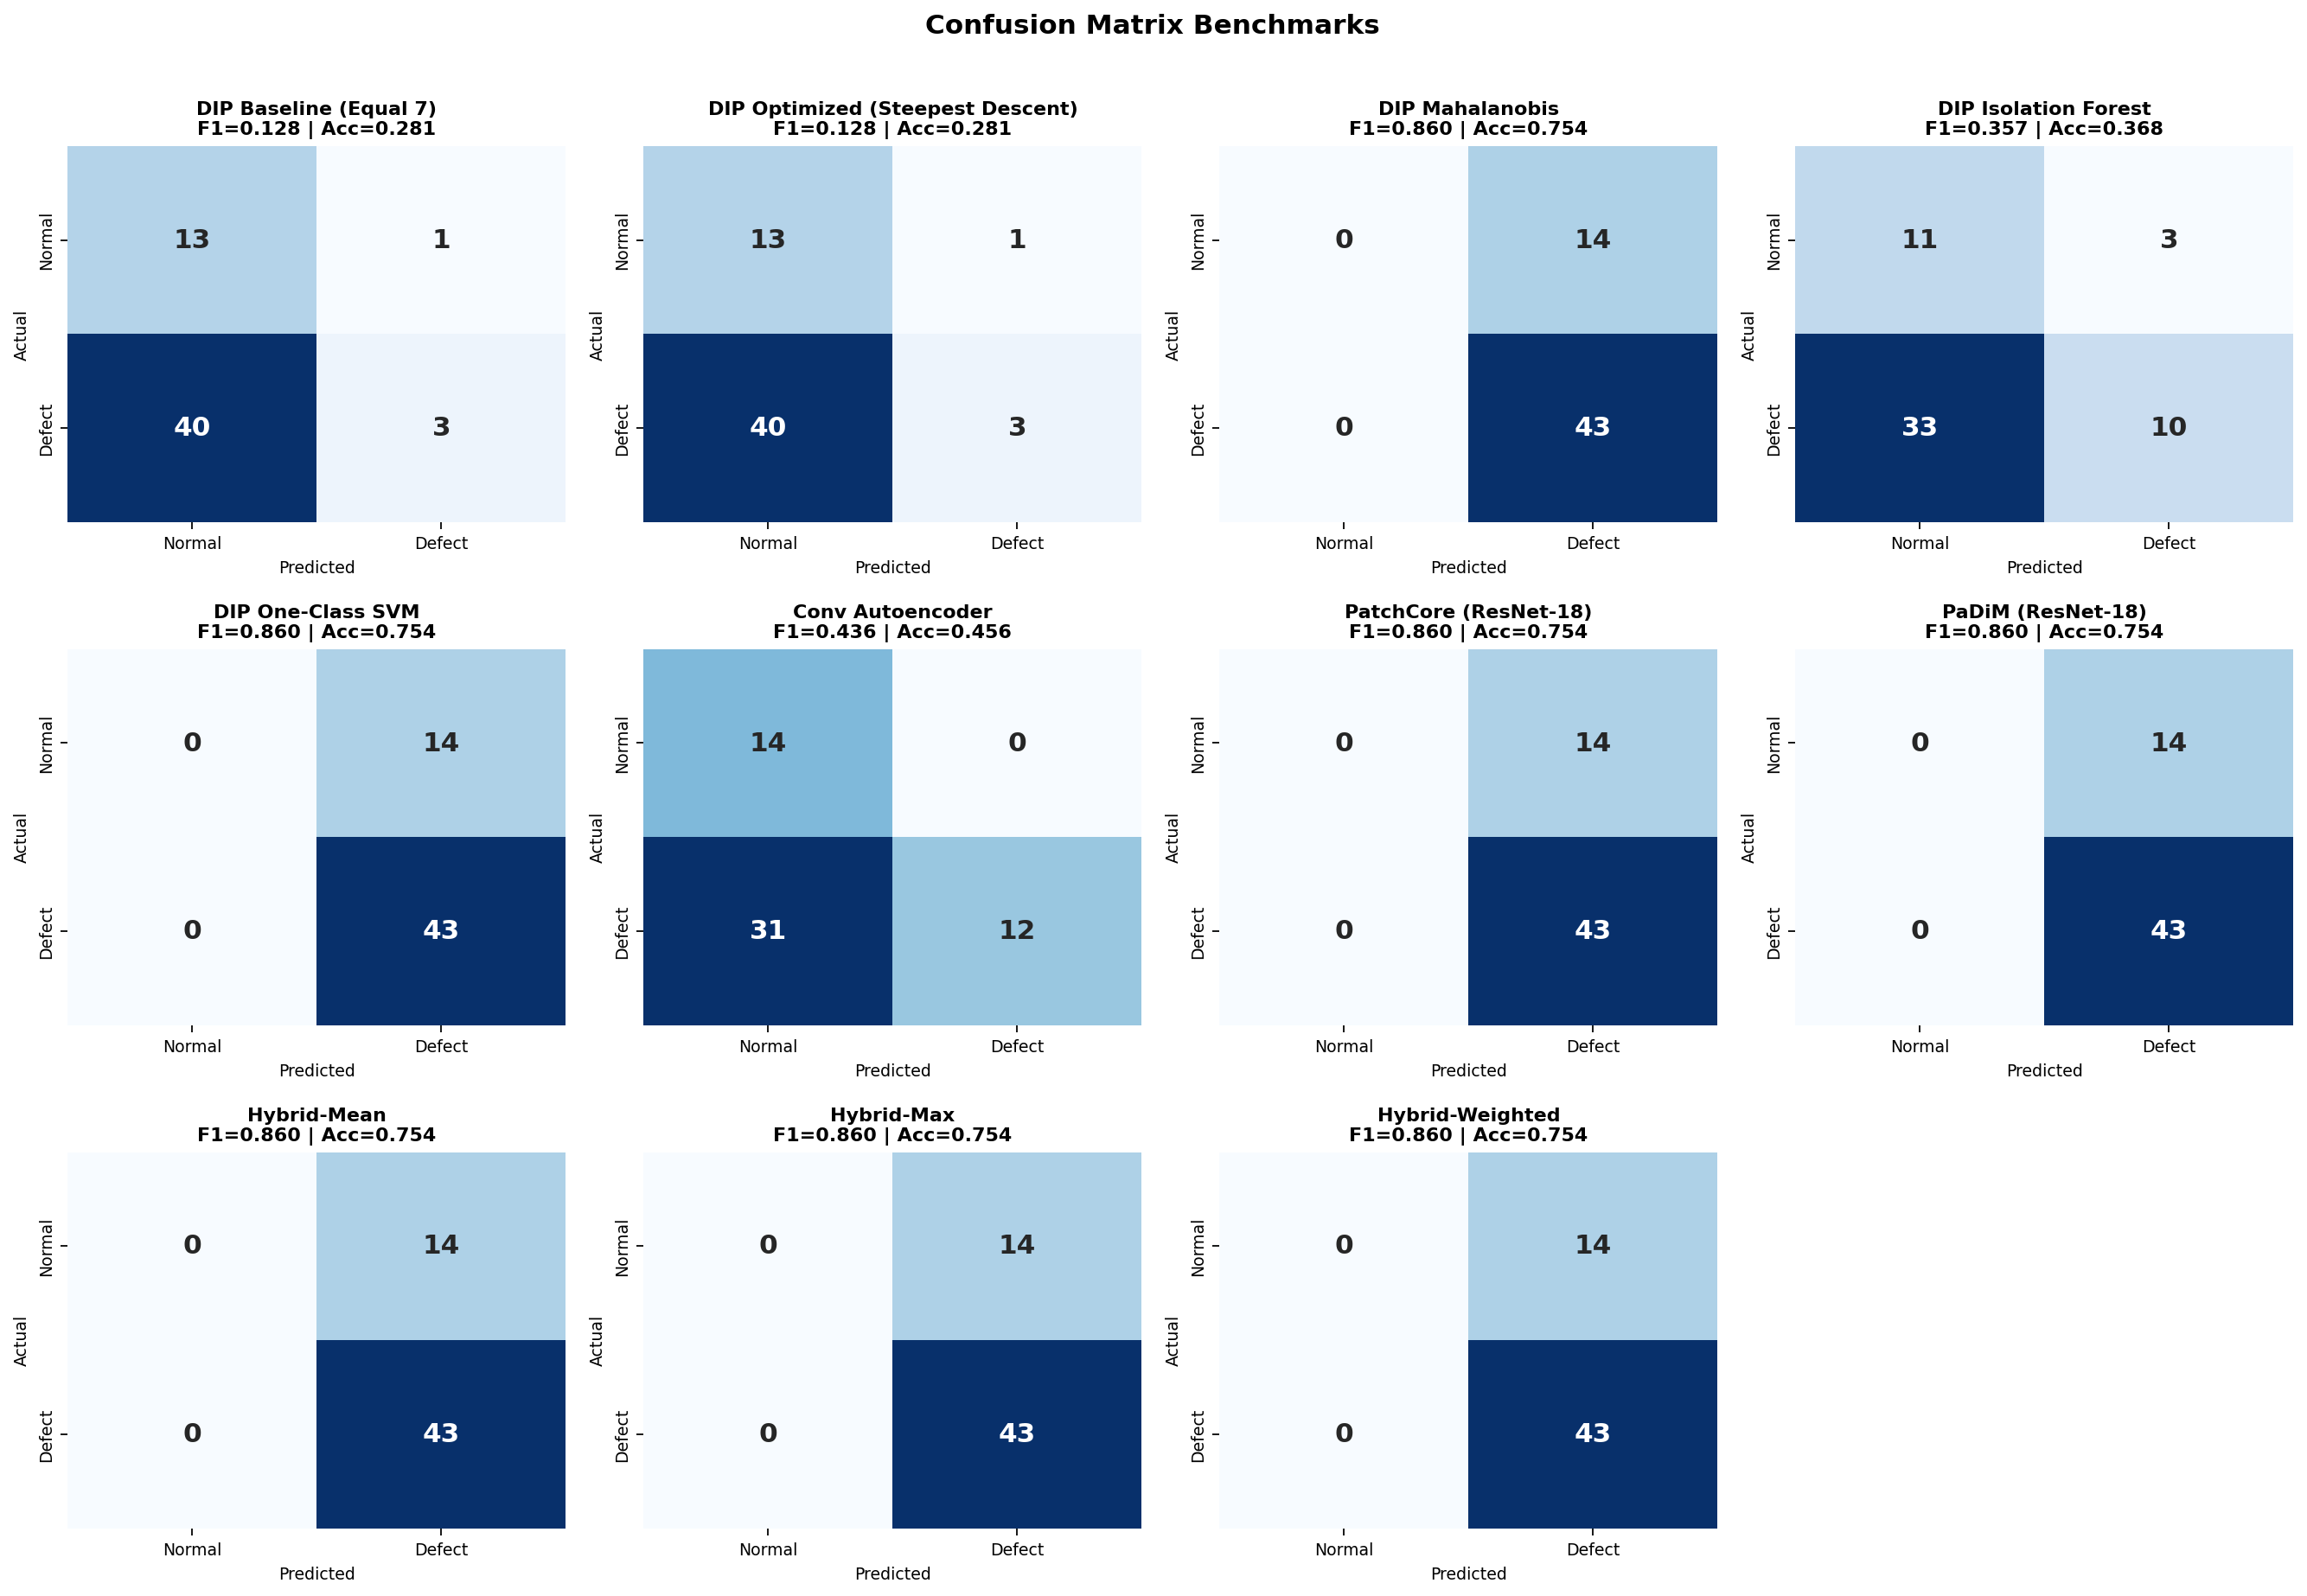 Confusion Matrix Benchmarks
DIP Baseline (Equal 7)
F1=0.128 | Acc=0.281
Actual
Normal
13
1
Defect
40
3
Normal
Defect
Predicted
DIP Optimized (Steepest Descent)
F1=0.128 | Acc=0.281
Actual
Normal
13
1
Defect
40
3
Normal
Defect
Predicted
DIP Mahalanobis
F1=0.860 | Acc=0.754
Actual
Normal
0
14
Defect
0
43
Normal
Defect
Predicted
DIP Isolation Forest
F1=0.357 | Acc=0.368
Actual
Normal
11
3
Defect
33
10
Normal
Defect
Predicted
DIP One-Class SVM
F1=0.860 | Acc=0.754
Actual
Normal
0
14
Defect
0
43
Normal
Defect
Predicted
Conv Autoencoder
F1=0.436 | Acc=0.456
Actual
Normal
14
0
Defect
31
12
Normal
Defect
Predicted
PatchCore (ResNet-18)
F1=0.860 | Acc=0.754
Actual
Normal
0
14
Defect
0
43
Normal
Defect
Predicted
PaDiM (ResNet-18)
F1=0.860 | Acc=0.754
Actual
Normal
0
14
Defect
0
43
Normal
Defect
Predicted
Hybrid-Mean
F1=0.860 | Acc=0.754
Actual
Normal
0
14
Defect
0
43
Normal
Defect
Predicted
Hybrid-Max
F1=0.860 | Acc=0.754
Actual
Normal
0
14
Defect
0
43
Normal
Defect
Predicted
Hybrid-Weighted
F1=0.860 | Acc=0.754
Actual
Normal
0
14
Defect
0
43
Normal
Defect
Predicted